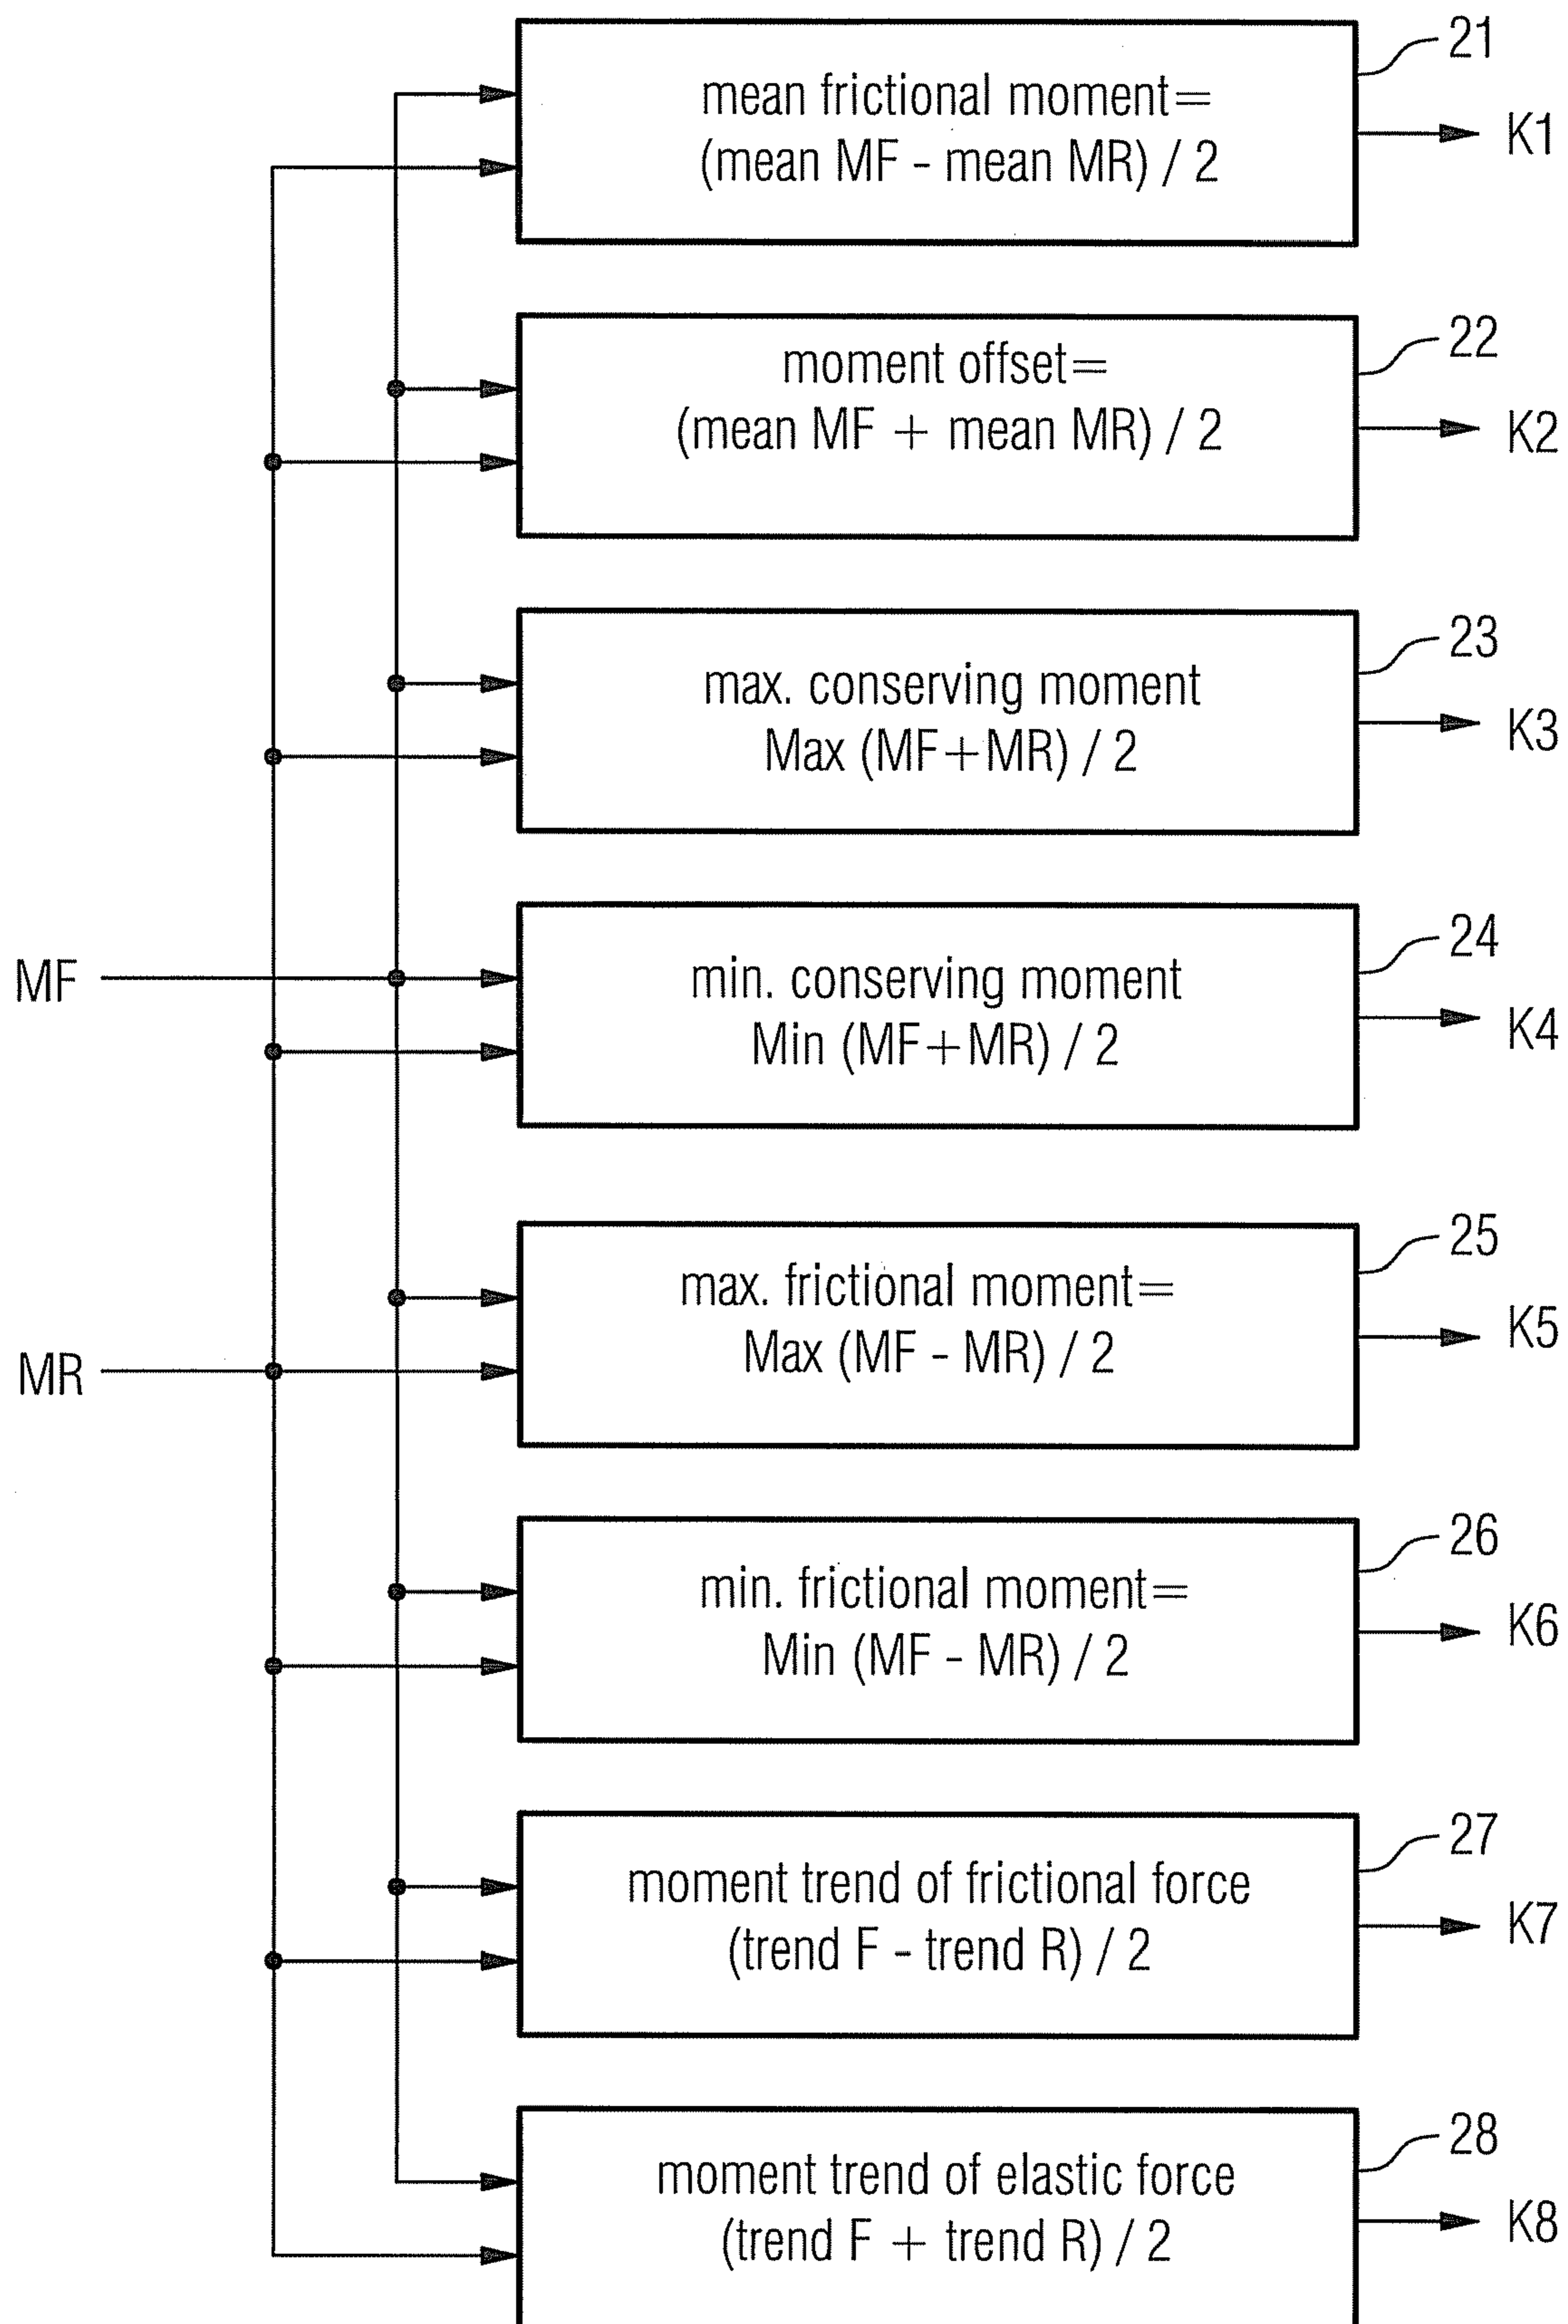 21
mean frictional moment=
(mean MF - mean MR) / 2
K1
22
moment offset=
(mean MF + mean MR) / 2
K2
23
max. conserving moment
Max (MF+MR) / 2
K3
24
min. conserving moment
Min (MF+MR) / 2
K4
MF
25
max. frictional moment=
Max (MF - MR) / 2
K5
MR
26
min. frictional moment=
Min (MF - MR) / 2
K6
27
moment trend of frictional force
(trend F - trend R) / 2
K7
28
moment trend of elastic force
(trend F + trend R) / 2
K8